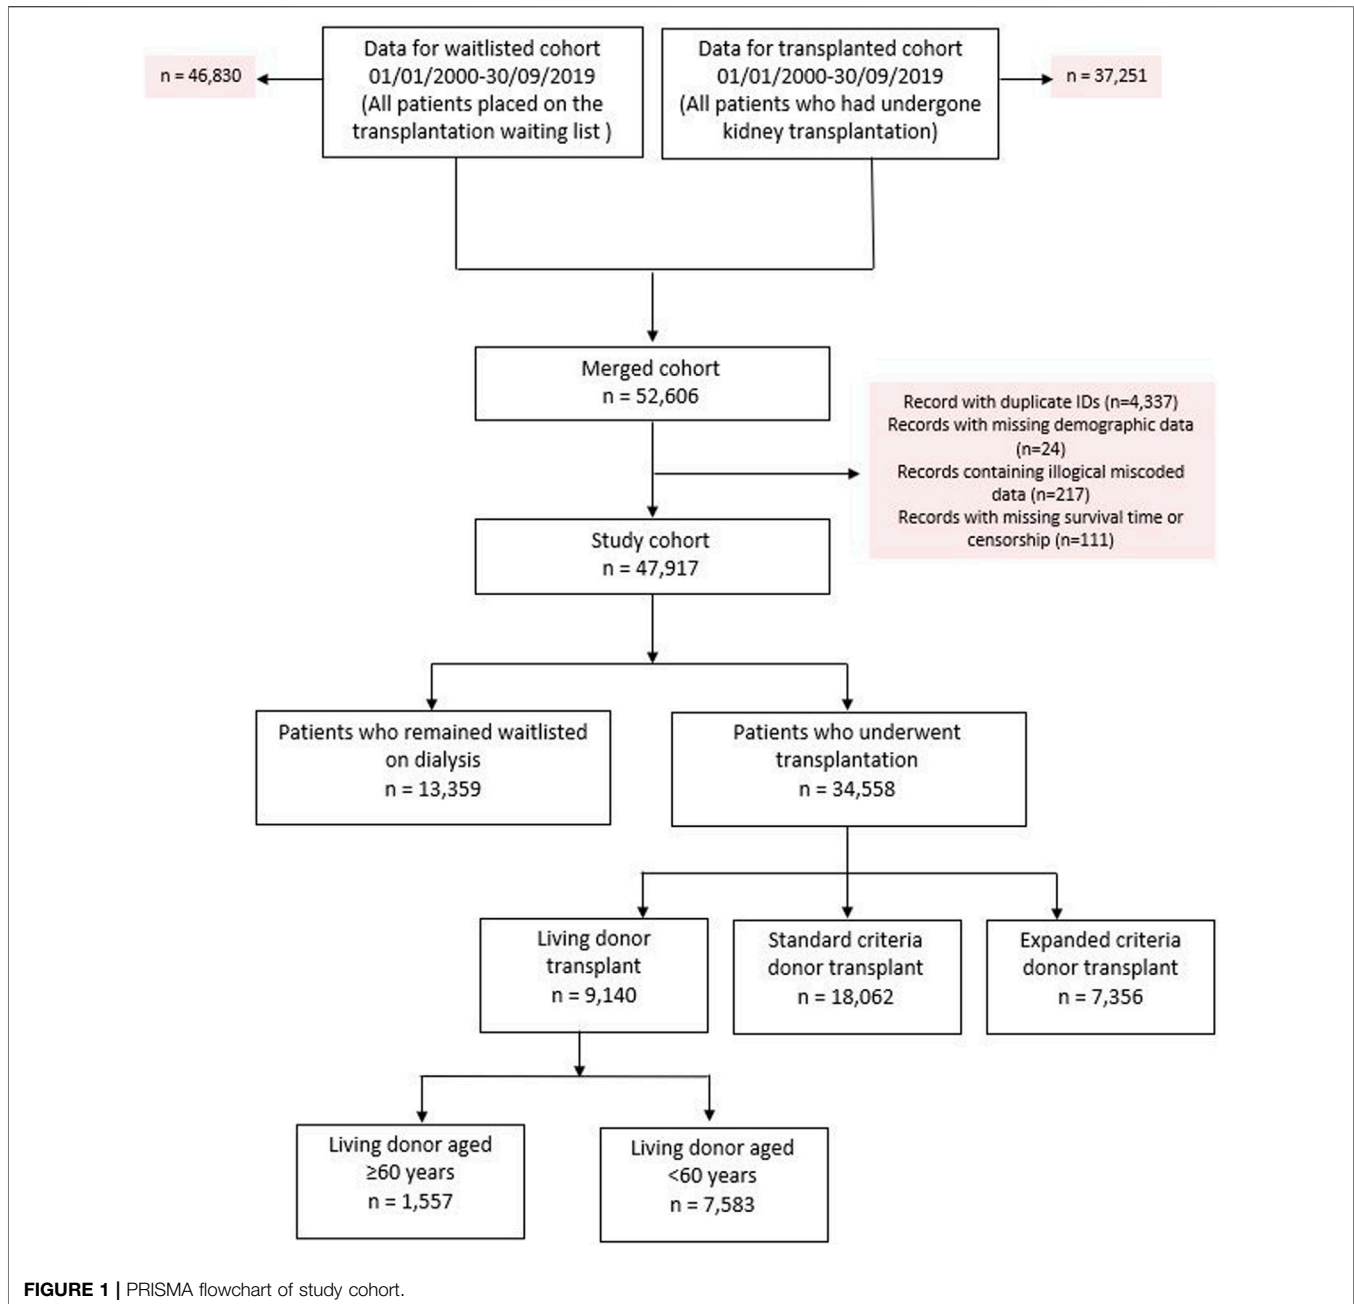 Data for waitlisted cohort
01/01/2000-30/09/2019
(All patients placed on the
transplantation waiting list )
n = 46,830
Data for transplanted cohort
01/01/2000-30/09/2019
(All patients who had undergone
kidney transplantation)
n = 37,251
Merged cohort
n = 52,606
Record with duplicate IDs (n=4,337)
Records with missing demographic data
(n=24)
Records containing illogical miscoded
data (n=217)
Records with missing survival time or
censorship (n=111)
Study cohort
n = 47,917
Patients who remained waitlisted
on dialysis
n = 13,359
Patients who underwent
transplantation
n = 34,558
Living donor
transplant
n = 9,140
Standard criteria
donor transplant
n = 18,062
Expanded criteria
donor transplant
n = 7,356
Living donor aged
≥60 years
n = 1,557
Living donor aged
<60 years
n = 7,583
FIGURE 1 | PRISMA flowchart of study cohort.